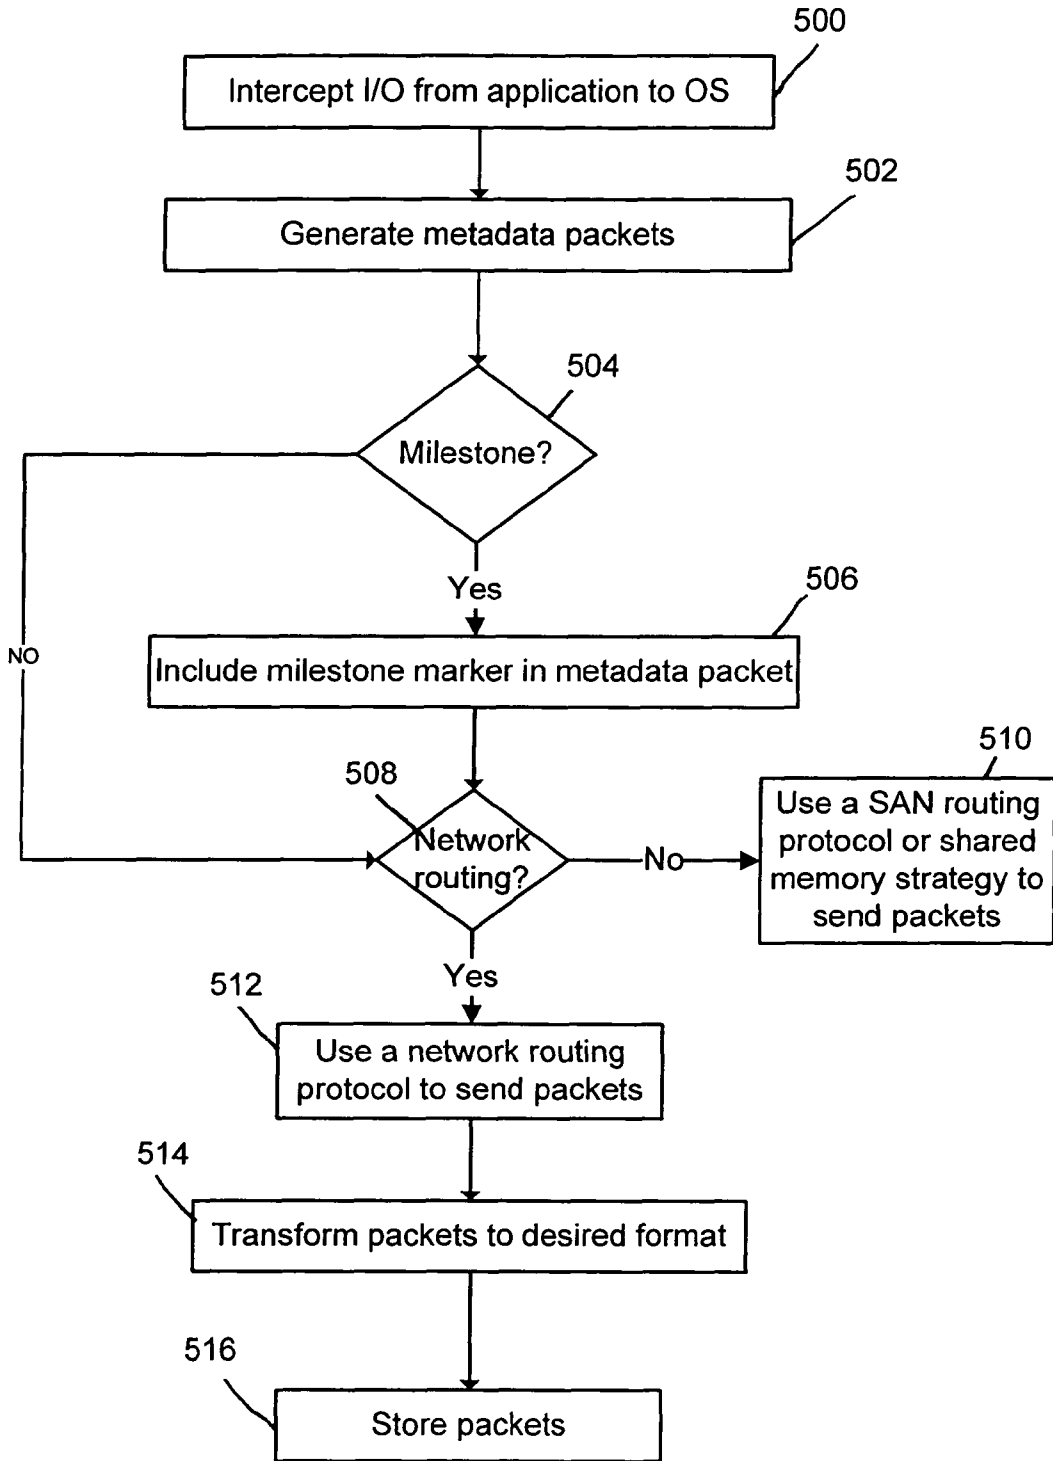 500
Intercept I/O from application to OS
502
Generate metadata packets
504
Milestone?
Yes
506
NO
Include milestone marker in metadata packet
508
510
Network
routing?
No
Use a SAN routing
protocol or shared
memory strategy to
send packets
Yes
512
Use a network routing
protocol to send packets
514
Transform packets to desired format
516
Store packets